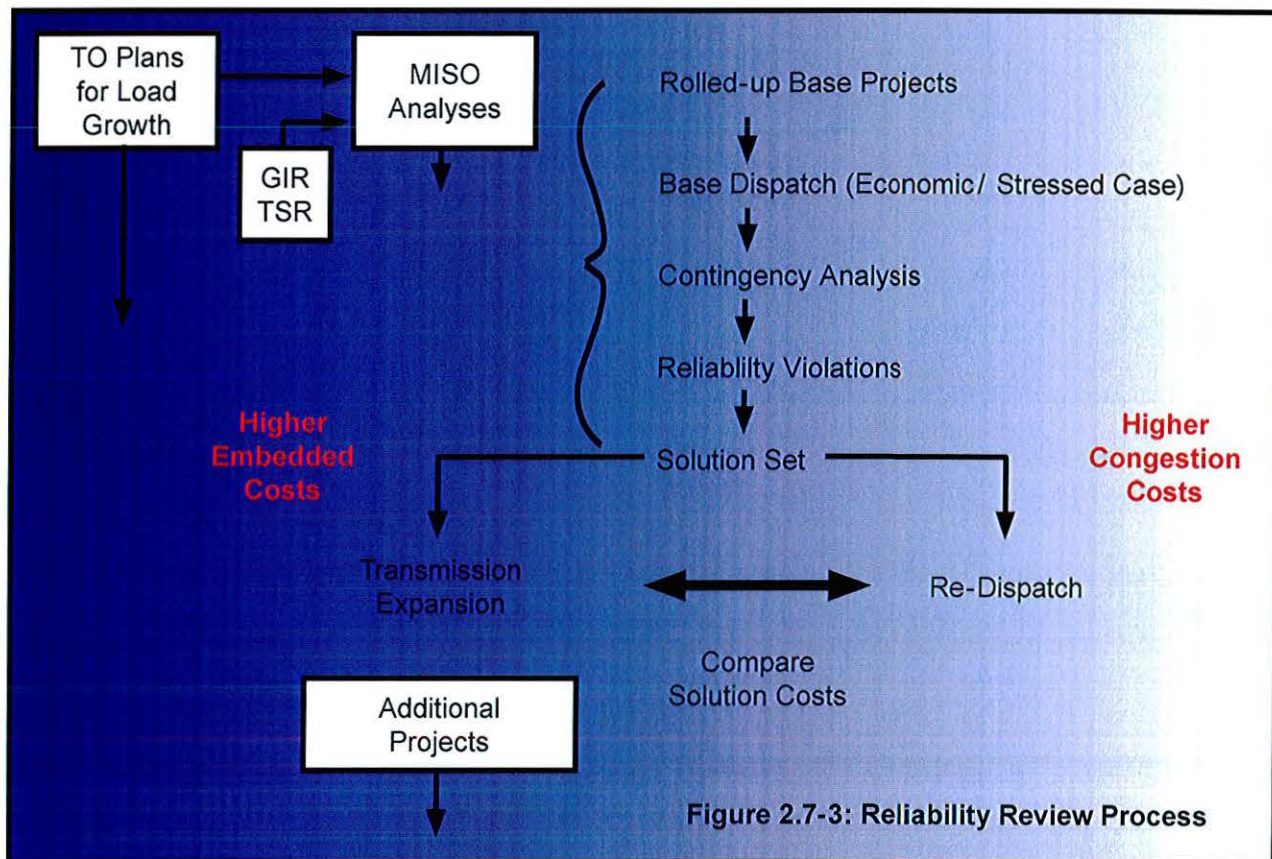 TO Plans
for Load
Growth
MISO
Analyses
GIR
TSR
Rolled-up Base Projects
Base Dispatch (Economic/ Stressed Case)
Contingency Analysis
Reliablilty Violations
Solution Set
Higher
Embedded
Costs
Higher
Congestion
Costs
Transmission
Expansion
Re-Dispatch
Compare
Solution Costs
Additional
Projects
Figure 2.7-3: Reliability Review Process